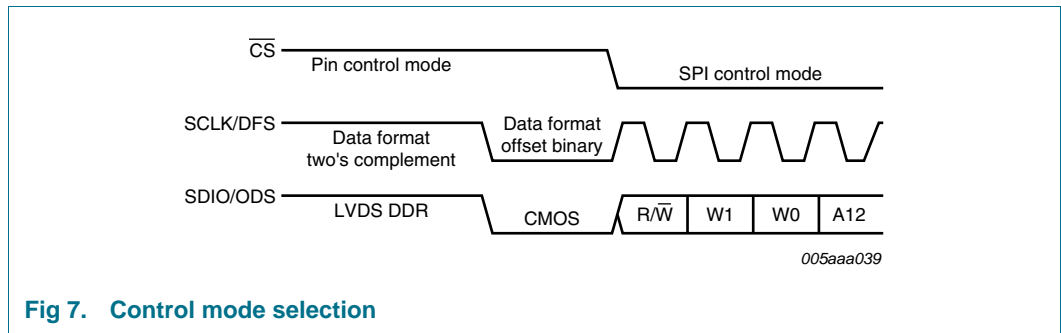 C̅S̅
Pin control mode
SPI control mode
SCLK/DFS
Data format
two's complement
Data format
offset binary
SDIO/ODS
LVDS DDR
CMOS
R/W̅
W1
W0
A12
005aaa039
Fig 7. Control mode selection